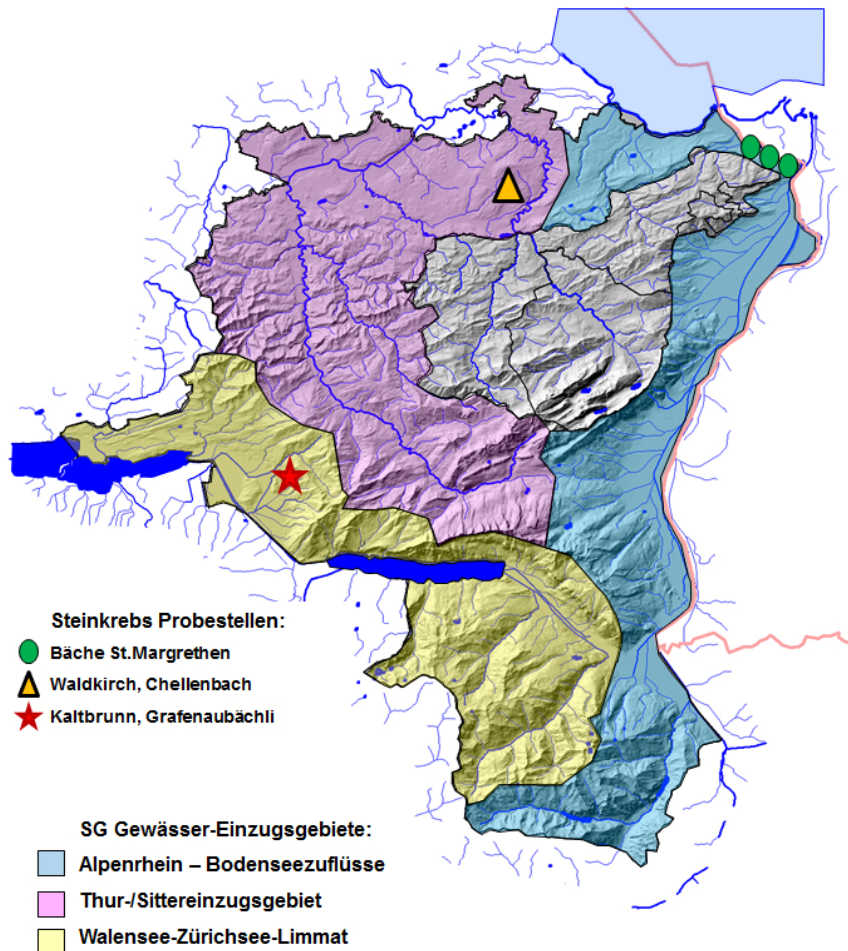 Steinkrebs Probestellen:
Bäche St.Margrethen
Waldkirch, Chellenbach
Kaltbrunn, Grafenaubächli
SG Gewässer-Einzugsgebiete:
Alpenrhein – Bodenseezuflüsse
Thur-/Sittereinzugsgebiet
Walensee-Zürichsee-Limmat